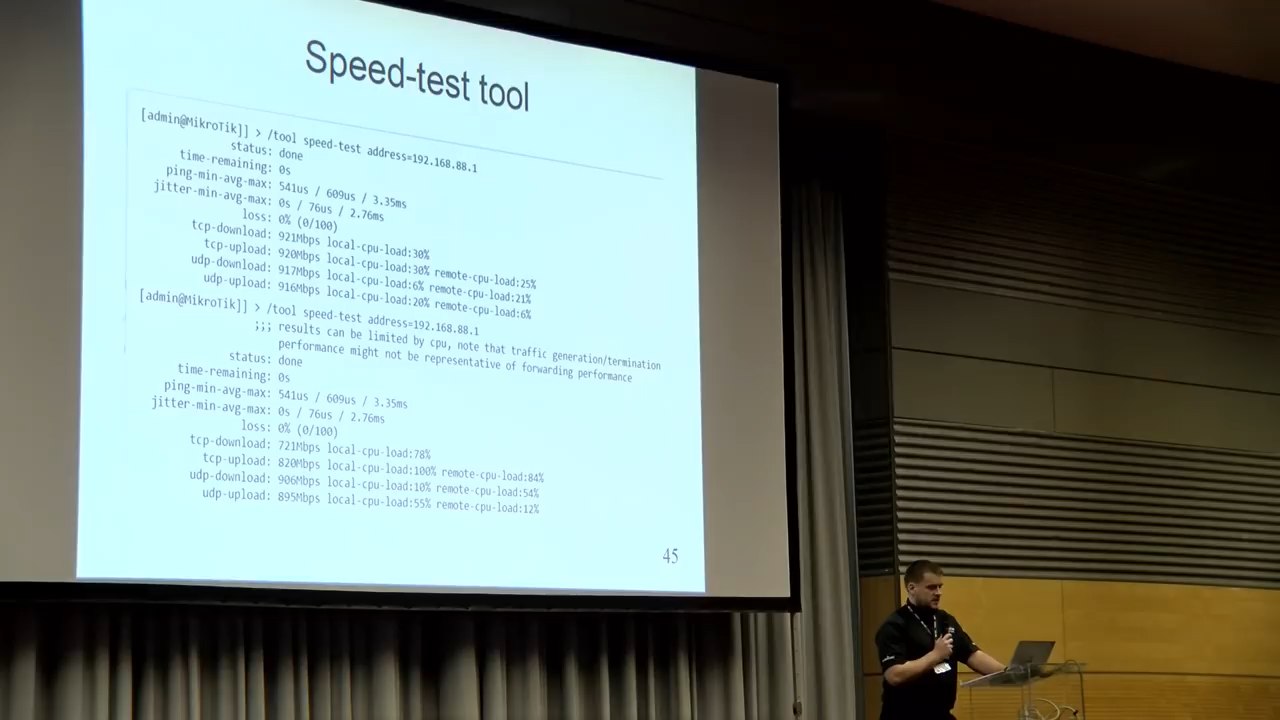 Speed-test tool
[admin@MikroTik]] > /tool speed-test address=192.168.88.1
status: done
time-remaining: 0s
ping-min-avg-max: 541us / 609us / 3.35ms
jitter-min-avg-max: 0s / 76us / 2.76ms
loss: 0% (0/100)
tcp-download: 921Mbps local-cpu-load:30%
tcp-upload: 920Mbps local-cpu-load:30% remote-cpu-load:25%
udp-download: 917Mbps local-cpu-load:6% remote-cpu-load:21%
udp-upload: 916Mbps local-cpu-load:20% remote-cpu-load:6%
[admin@MikroTik]] > /tool speed-test address=192.168.88.1
;;; results can be limited by cpu, note that traffic generation/termination
performance might not be representative of forwarding performance
status: done
time-remaining: 0s
ping-min-avg-max: 541us / 609us / 3.35ms
jitter-min-avg-max: 0s / 76us / 2.76ms
loss: 0% (0/100)
tcp-download: 721Mbps local-cpu-load:78%
tcp-upload: 820Mbps local-cpu-load:100% remote-cpu-load:84%
udp-download: 906Mbps local-cpu-load:10% remote-cpu-load:54%
udp-upload: 895Mbps local-cpu-load:55% remote-cpu-load:12%
45